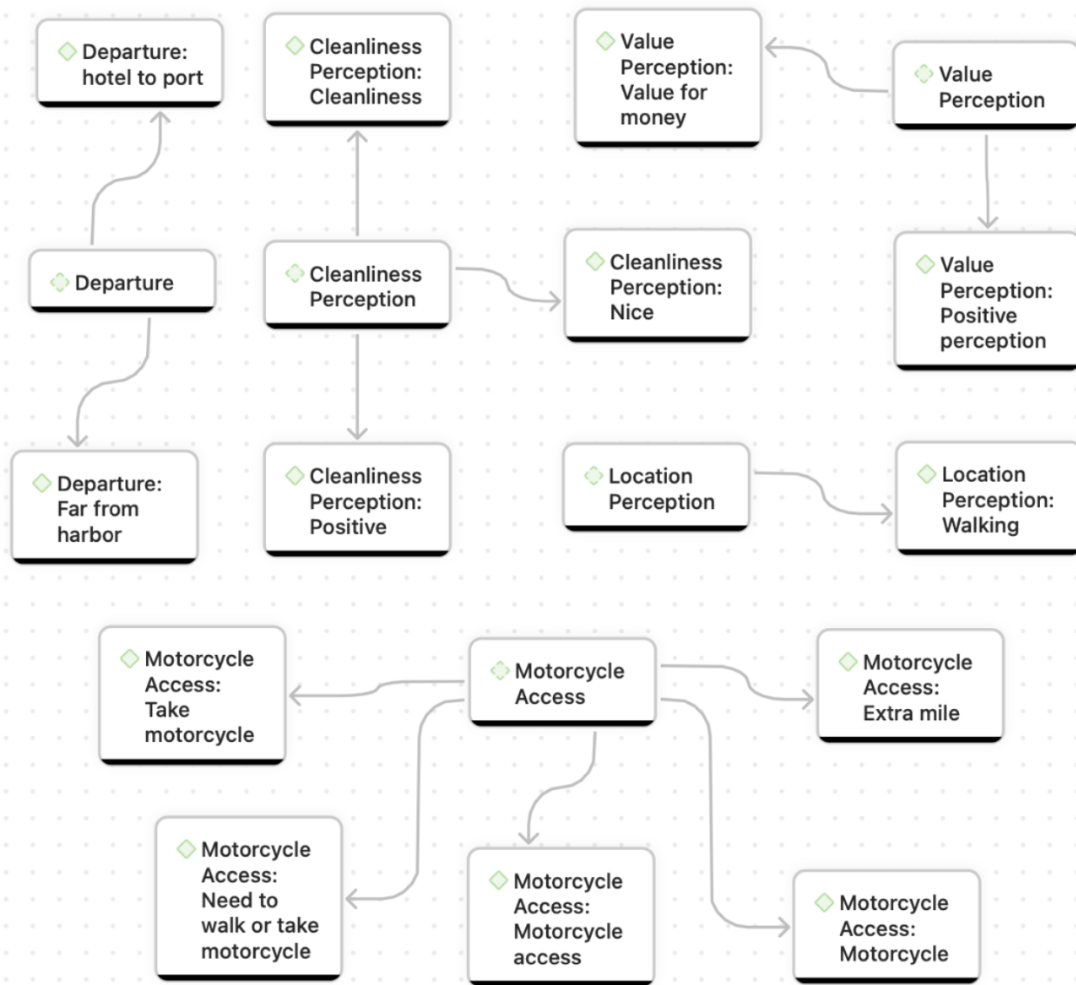 Departure:
hotel to port
Cleanliness
Perception:
Cleanliness
Value
Perception:
Value for
money
Value
Perception
Departure
Cleanliness
Perception
Cleanliness
Perception:
Nice
Value
Perception:
Positive
perception
Departure:
Far from
harbor
Cleanliness
Perception:
Positive
Location
Perception
Location
Perception:
Walking
Motorcycle
Access:
Take
motorcycle
Motorcycle
Access
Motorcycle
Access:
Extra mile
Motorcycle
Access:
Need to
walk or take
motorcycle
Motorcycle
Access:
Motorcycle
access
Motorcycle
Access:
Motorcycle